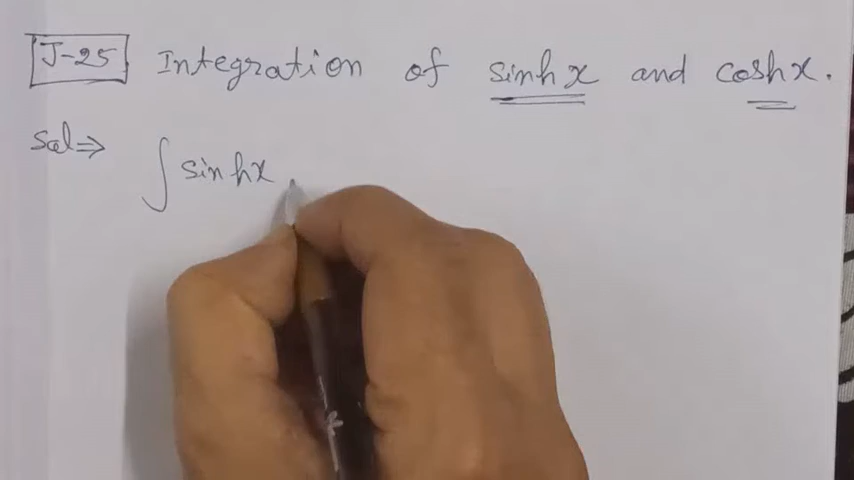 J-25 Integration of sinhx and coshx.
Sol⇒ ∫ sinhx